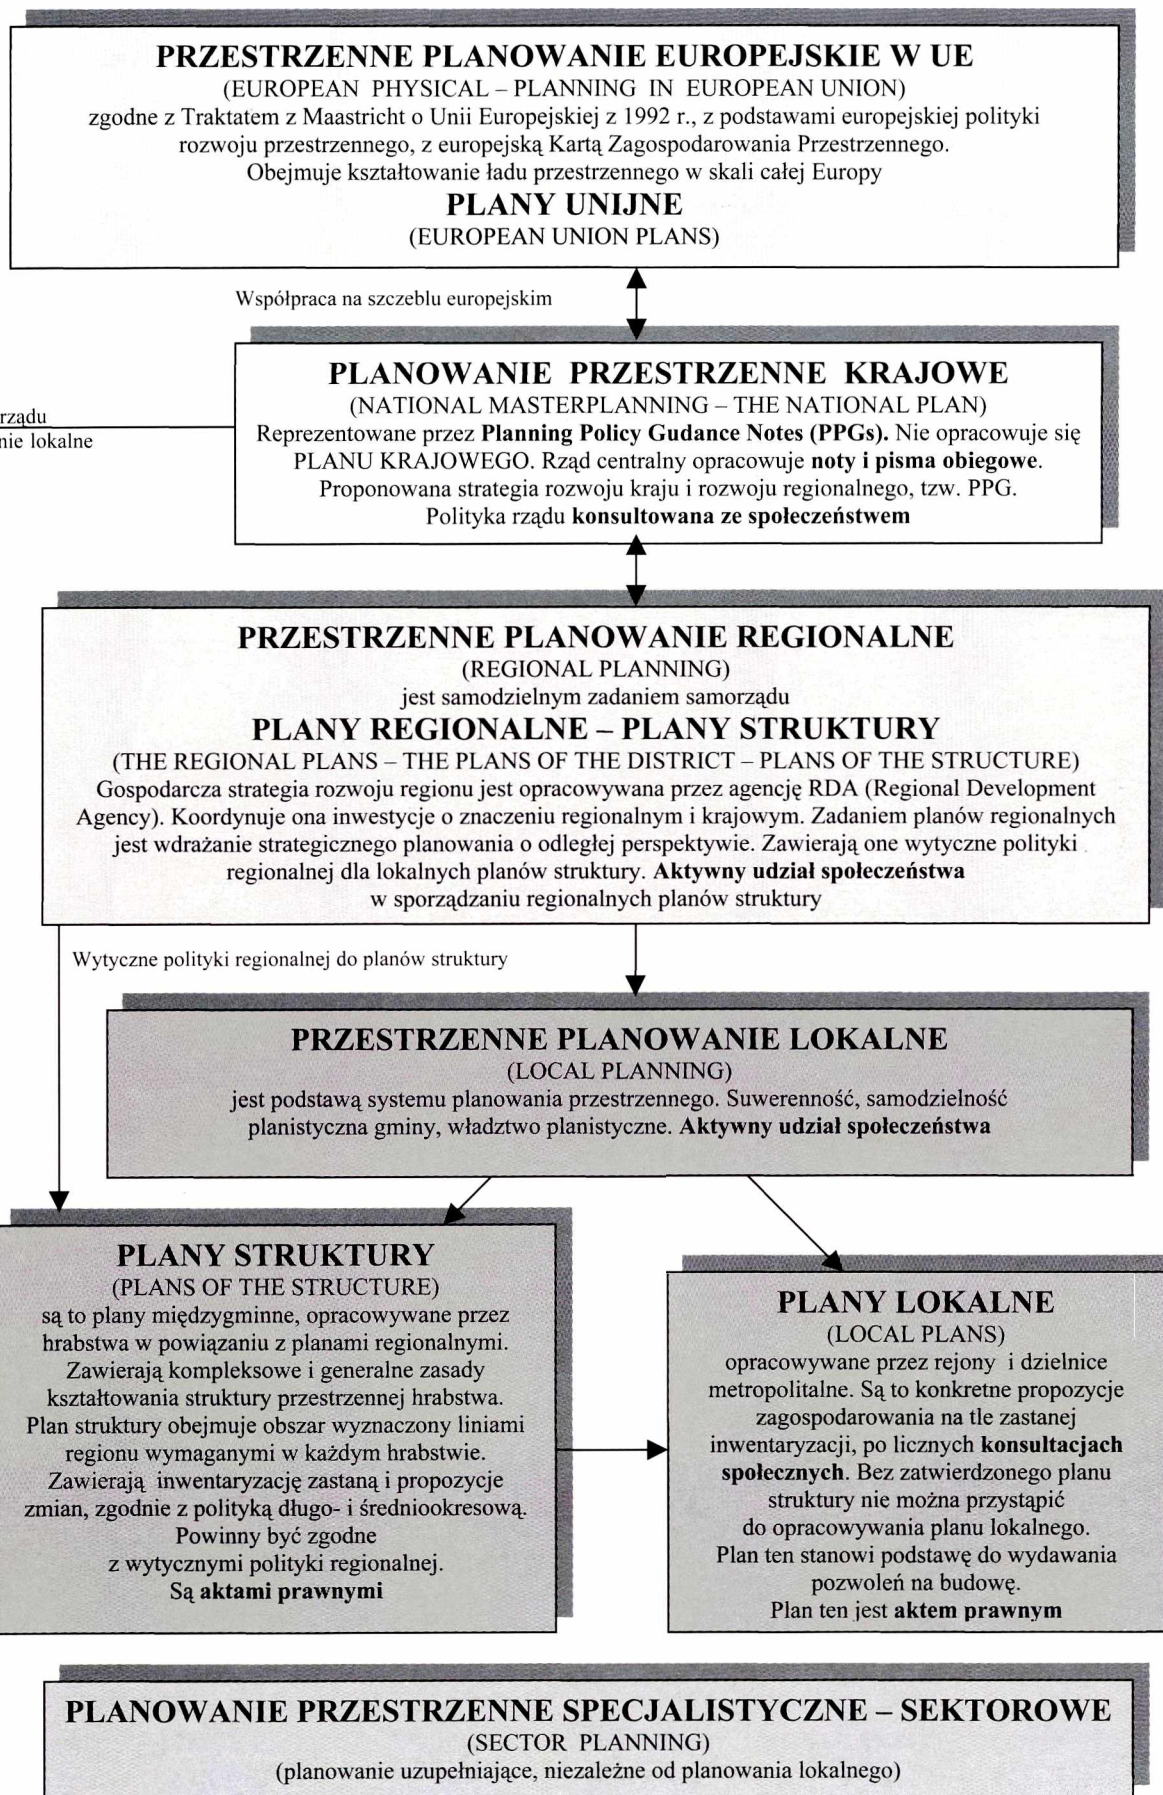 PRZESTRZENNE PLANOWANIE EUROPEJSKIE W UE
(EUROPEAN PHYSICAL – PLANNING IN EUROPEAN UNION)
zgodne z Traktatem z Maastricht o Unii Europejskiej z 1992 r., z podstawami europejskiej polityki
rozwoju przestrzennego, z europejską Kartą Zagospodarowania Przestrzennego.
Obejmuje kształtowanie ładu przestrzennego w skali całej Europy
PLANY UNIJNE
(EUROPEAN UNION PLANS)
Współpraca na szczeblu europejskim
rządu
nie lokalne
PLANOWANIE PRZESTRZENNE KRAJOWE
(NATIONAL MASTERPLANNING – THE NATIONAL PLAN)
Reprezentowane przez Planning Policy Gudance Notes (PPGs). Nie opracowuje się
PLANU KRAJOWEGO. Rząd centralny opracowuje noty i pisma obiegowe.
Proponowana strategia rozwoju kraju i rozwoju regionalnego, tzw. PPG.
Polityka rządu konsultowana ze społeczeństwem
PRZESTRZENNE PLANOWANIE REGIONALNE
(REGIONAL PLANNING)
jest samodzielnym zadaniem samorządu
PLANY REGIONALNE – PLANY STRUKTURY
(THE REGIONAL PLANS – THE PLANS OF THE DISTRICT – PLANS OF THE STRUCTURE)
Gospodarcza strategia rozwoju regionu jest opracowywana przez agencję RDA (Regional Development
Agency). Koordynuje ona inwestycje o znaczeniu regionalnym i krajowym. Zadaniem planów regionalnych
jest wdrażanie strategicznego planowania o odległej perspektywie. Zawierają one wytyczne polityki
regionalnej dla lokalnych planów struktury. Aktywny udział społeczeństwa
w sporządzaniu regionalnych planów struktury
Wytyczne polityki regionalnej do planów struktury
PRZESTRZENNE PLANOWANIE LOKALNE
(LOCAL PLANNING)
jest podstawą systemu planowania przestrzennego. Suwerenność, samodzielność
planistyczna gminy, władztwo planistyczne. Aktywny udział społeczeństwa
PLANY STRUKTURY
(PLANS OF THE STRUCTURE)
są to plany międzygminne, opracowywane przez
hrabstwa w powiązaniu z planami regionalnymi.
Zawierają kompleksowe i generalne zasady
kształtowania struktury przestrzennej hrabstwa.
Plan struktury obejmuje obszar wyznaczony liniami
regionu wymaganymi w każdym hrabstwie.
Zawierają inwentaryzację zastaną i propozycje
zmian, zgodnie z polityką długo- i średniookresową.
Powinny być zgodne
z wytycznymi polityki regionalnej.
Są aktami prawnymi
PLANY LOKALNE
(LOCAL PLANS)
opracowywane przez rejony i dzielnice
metropolitalne. Są to konkretne propozycje
zagospodarowania na tle zastanej
inwentaryzacji, po licznych konsultacjach
społecznych. Bez zatwierdzonego planu
struktury nie można przystąpić
do opracowywania planu lokalnego.
Plan ten stanowi podstawę do wydawania
pozwoleń na budowę.
Plan ten jest aktem prawnym
PLANOWANIE PRZESTRZENNE SPECJALISTYCZNE – SEKTOROWE
(SECTOR PLANNING)
(planowanie uzupełniające, niezależne od planowania lokalnego)